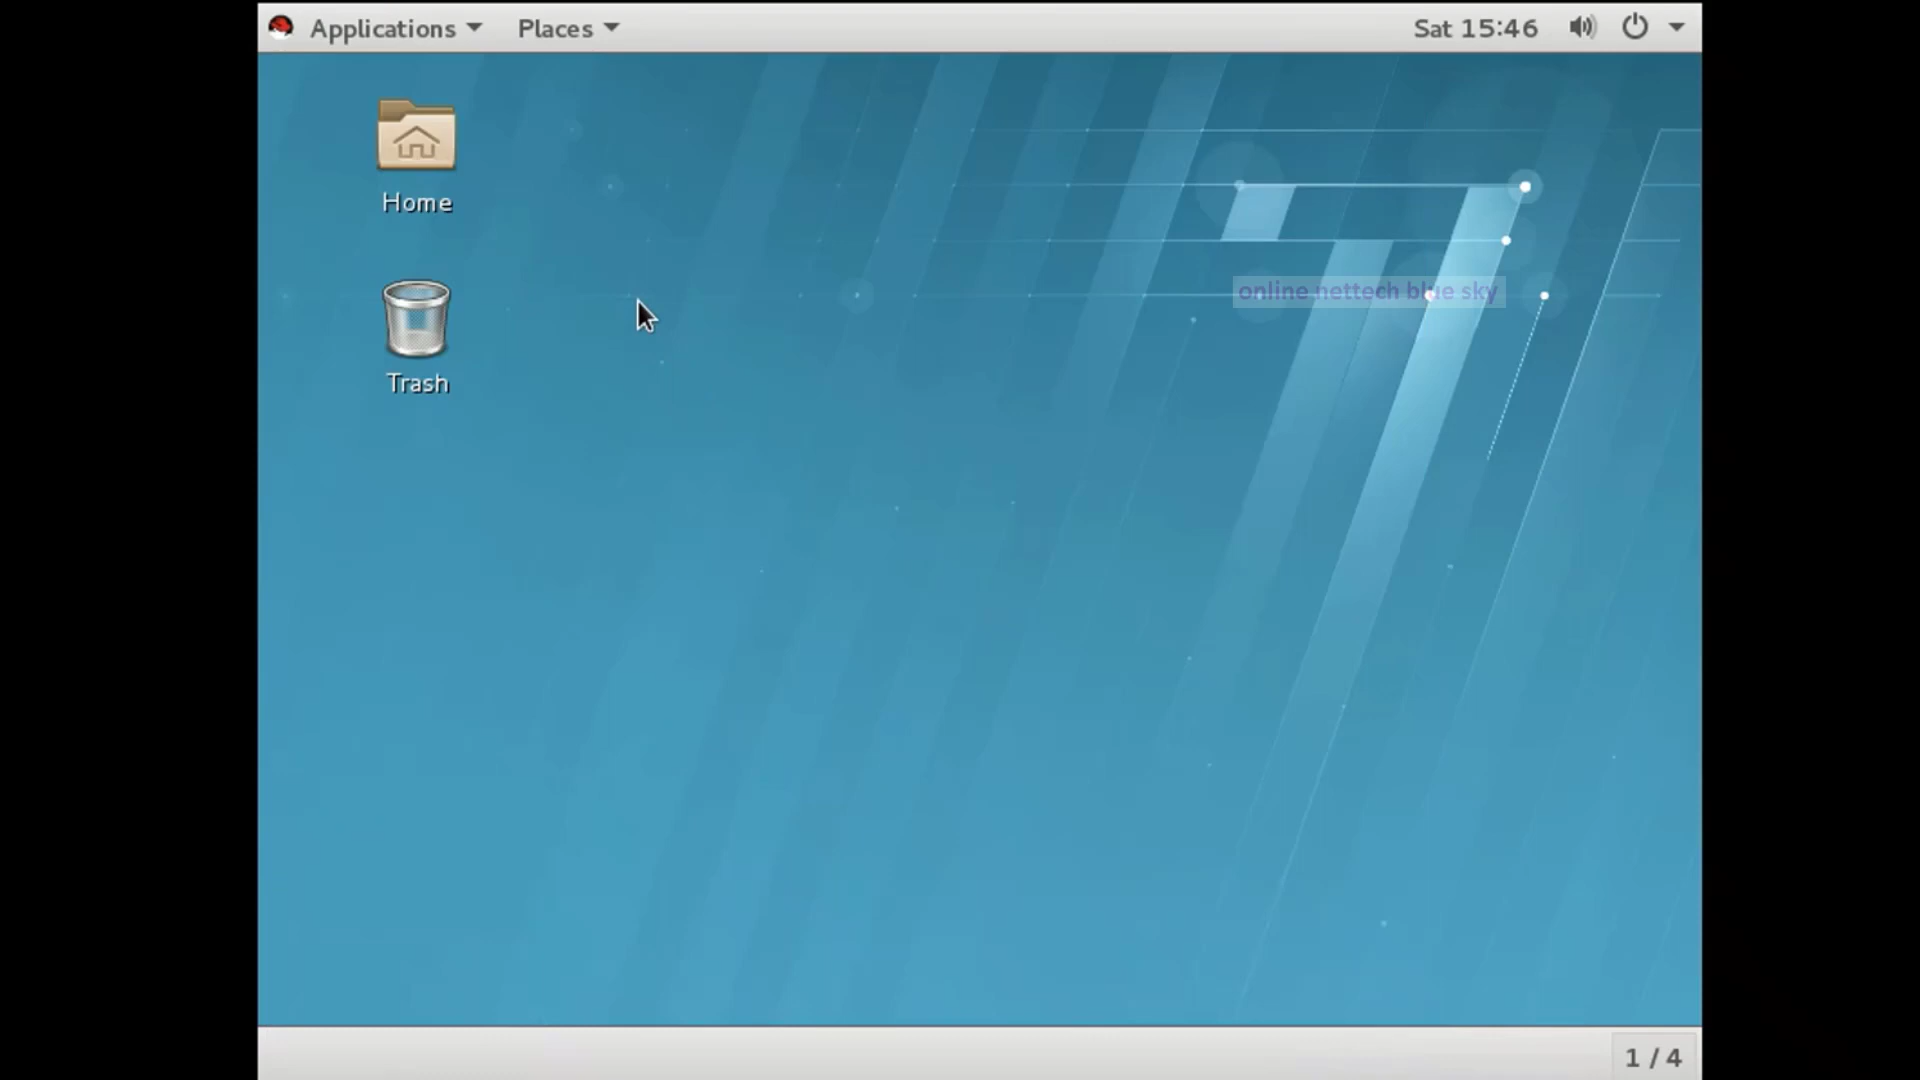 Applications Places Sat 15:46
Home
online nettech blue sky
Trash
1 / 4